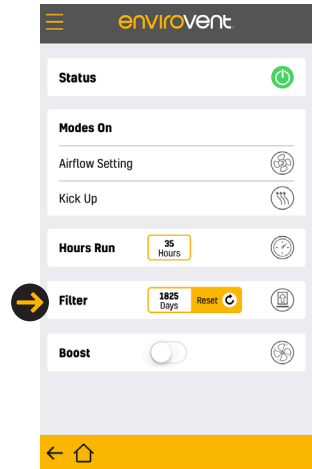 envirovent
Status
Modes On
Airflow Setting
Kick Up
Hours Run
35
Hours
Filter
1825
Days
Reset
Boost